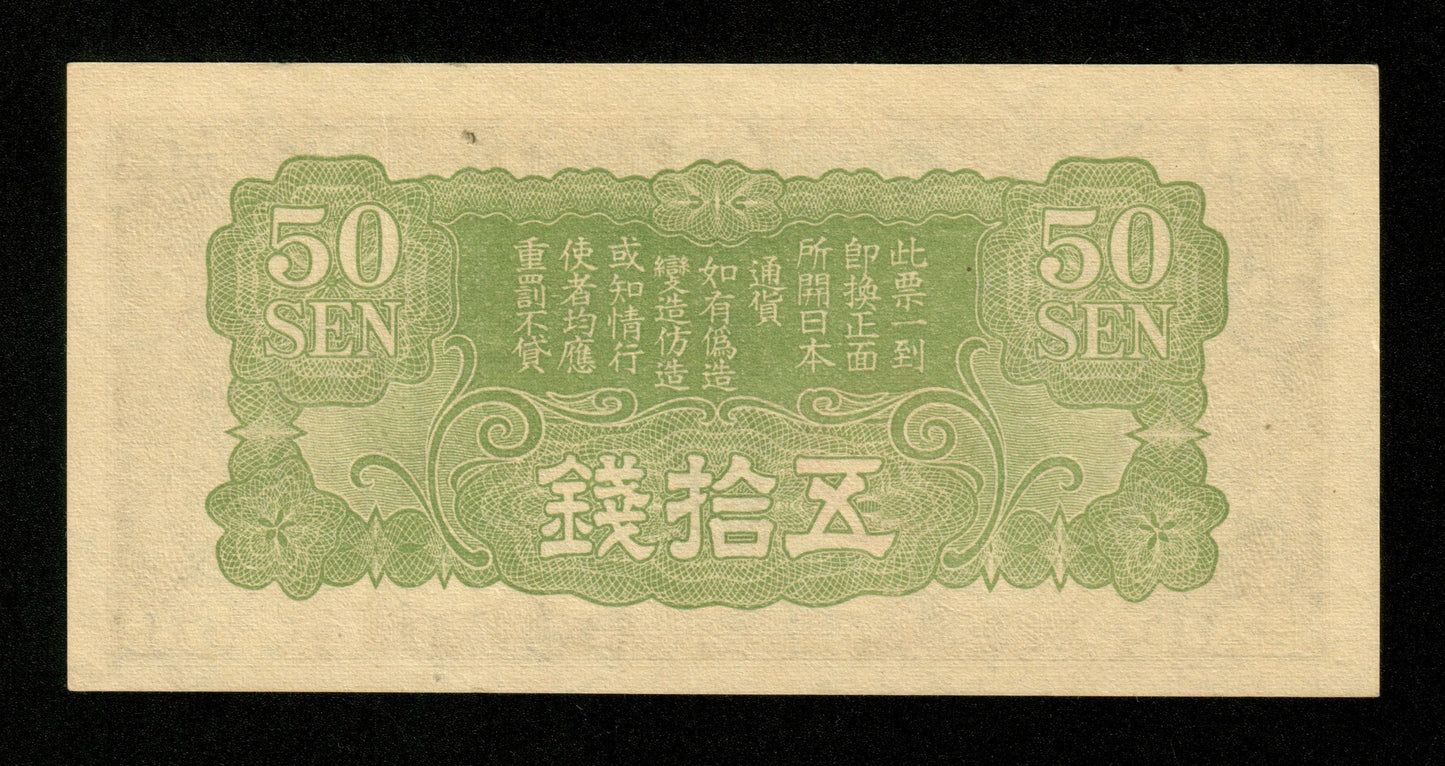 50
SEN
50
SEN
此票一到
卽換正面
所開日本
通貨
如有僞造
變造仿造
或知情行
使者均應
重罰不貸
五拾錢